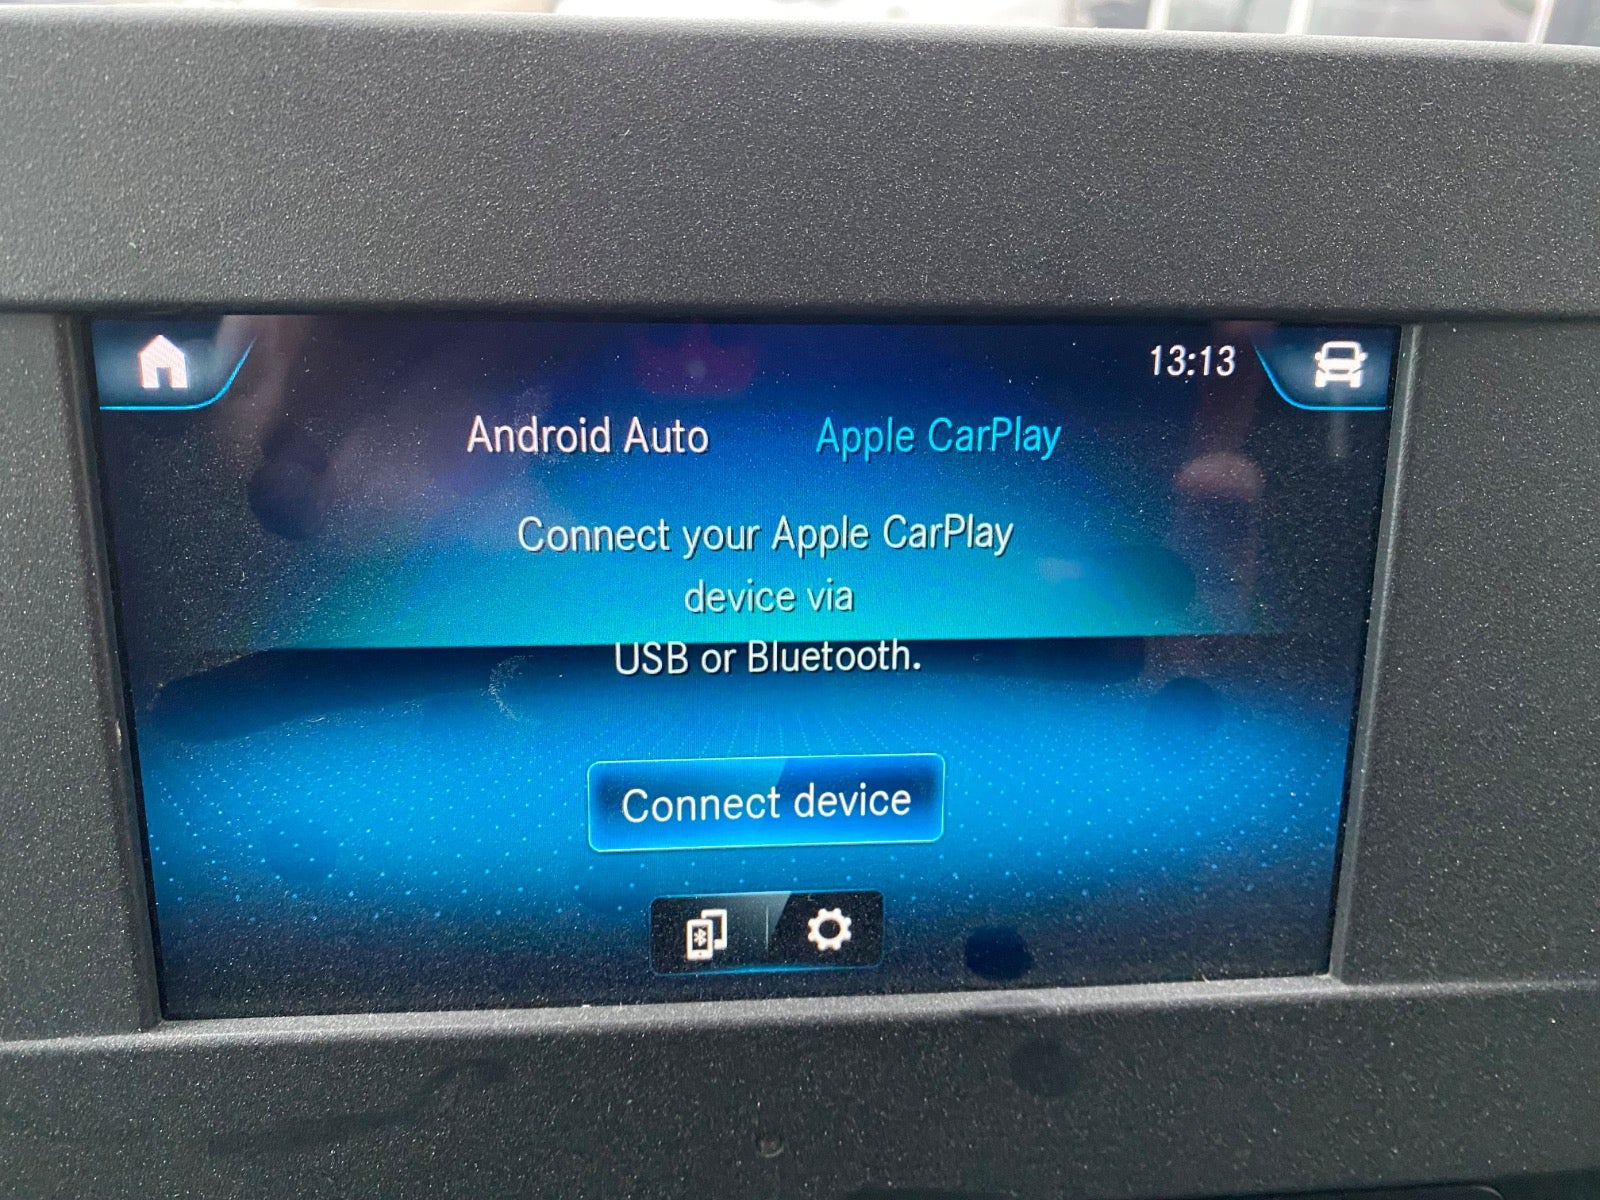 13:13
Android Auto Apple CarPlay
Connect your Apple CarPlay
device via
USB or Bluetooth.
Connect device